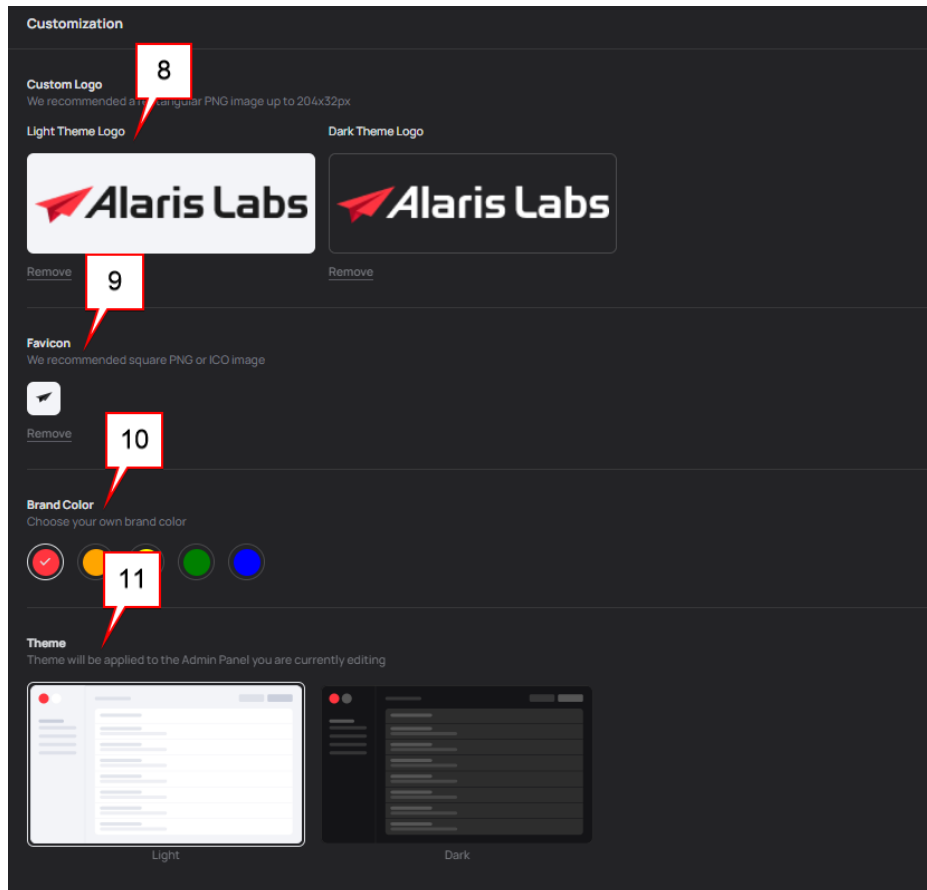 Customization
8
Custom Logo
We recommended a rectangular PNG image up to 204x32px
Light Theme Logo Dark Theme Logo
Alaris Labs Alaris Labs
Remove Remove
9
Favicon
We recommended square PNG or ICO image
Remove
10
Brand Color
Choose your own brand color
11
Theme
Theme will be applied to the Admin Panel you are currently editing
Light Dark